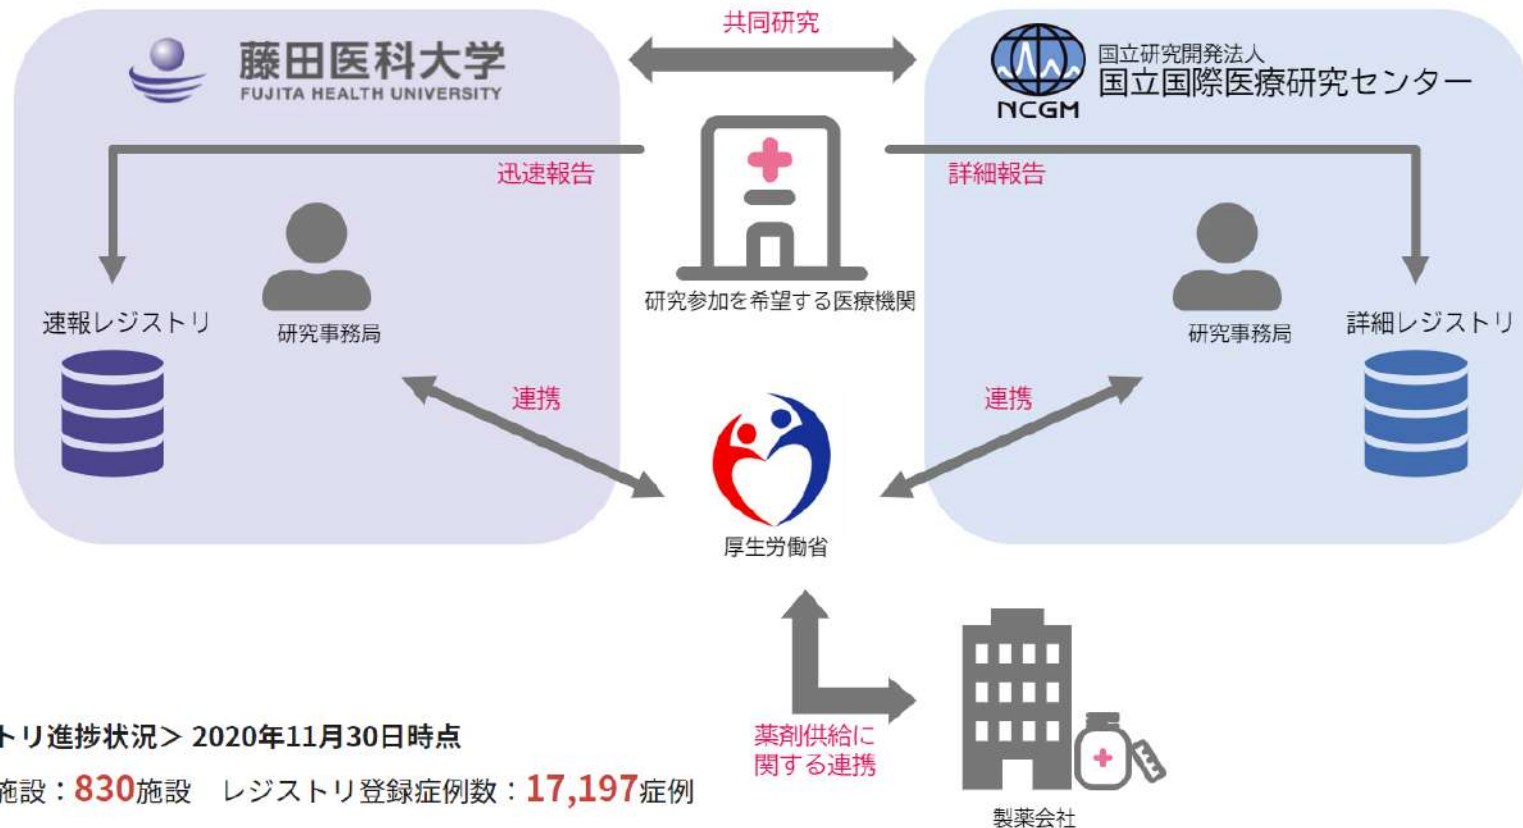 共同研究
藤田医科大学
FUJITA HEALTH UNIVERSITY
NCGM
国立研究開発法人
国立国際医療研究センター
迅速報告
詳細報告
研究参加を希望する医療機関
速報レジストリ
研究事務局
研究事務局
詳細レジストリ
連携
連携
厚生労働省
トリ進捗状況＞ 2020年11月30日時点
施設：830施設　レジストリ登録症例数：17,197症例
薬剤供給に
関する連携
製薬会社